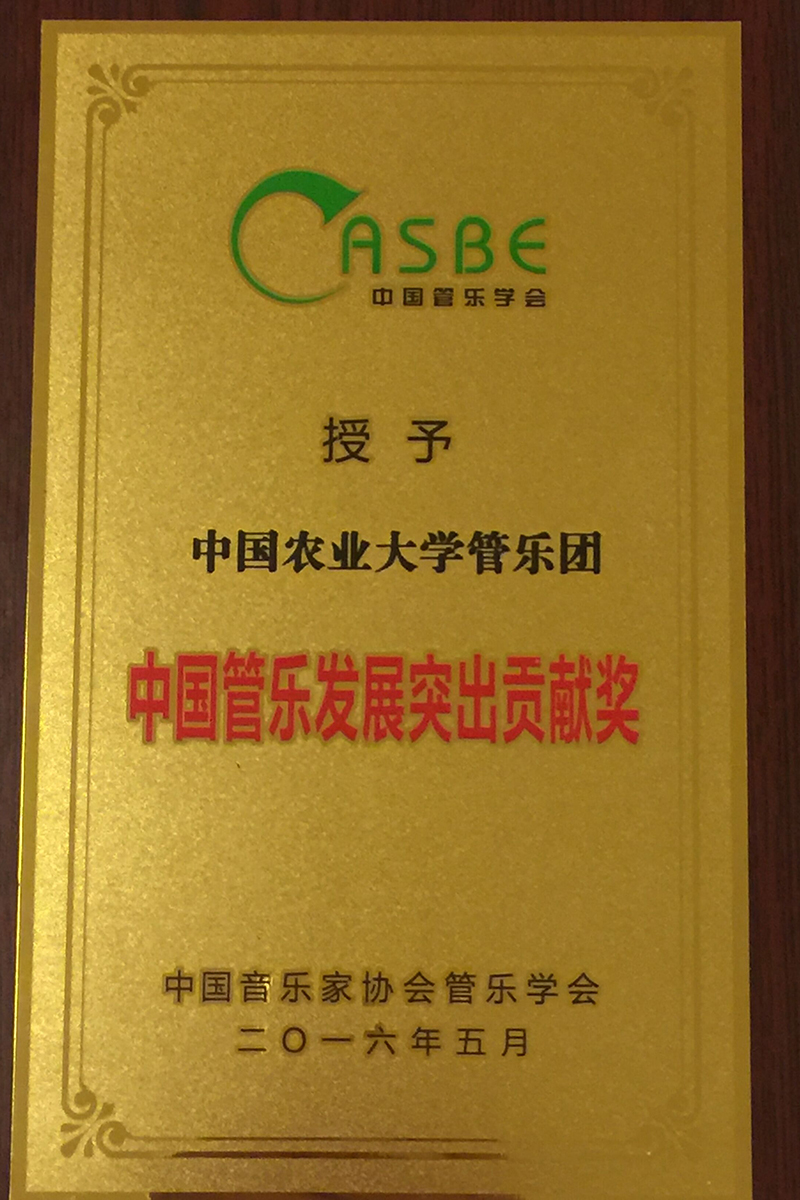 CASBE
中国管乐学会
授予
中国农业大学管乐团
中国管乐发展突出贡献奖
中国音乐家协会管乐学会
二〇一六年五月